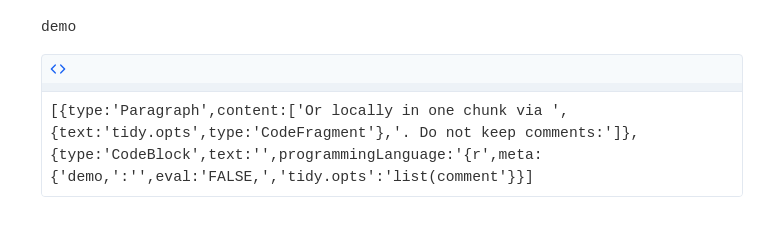 demo
[{type:'Paragraph',content:['Or locally in one chunk via ',
{text:'tidy.opts',type:'CodeFragment'},'. Do not keep comments:']},
{type:'CodeBlock',text:'',programmingLanguage:'{r',meta:
{'demo,':'',eval:'FALSE,','tidy.opts':'list(comment'}}]